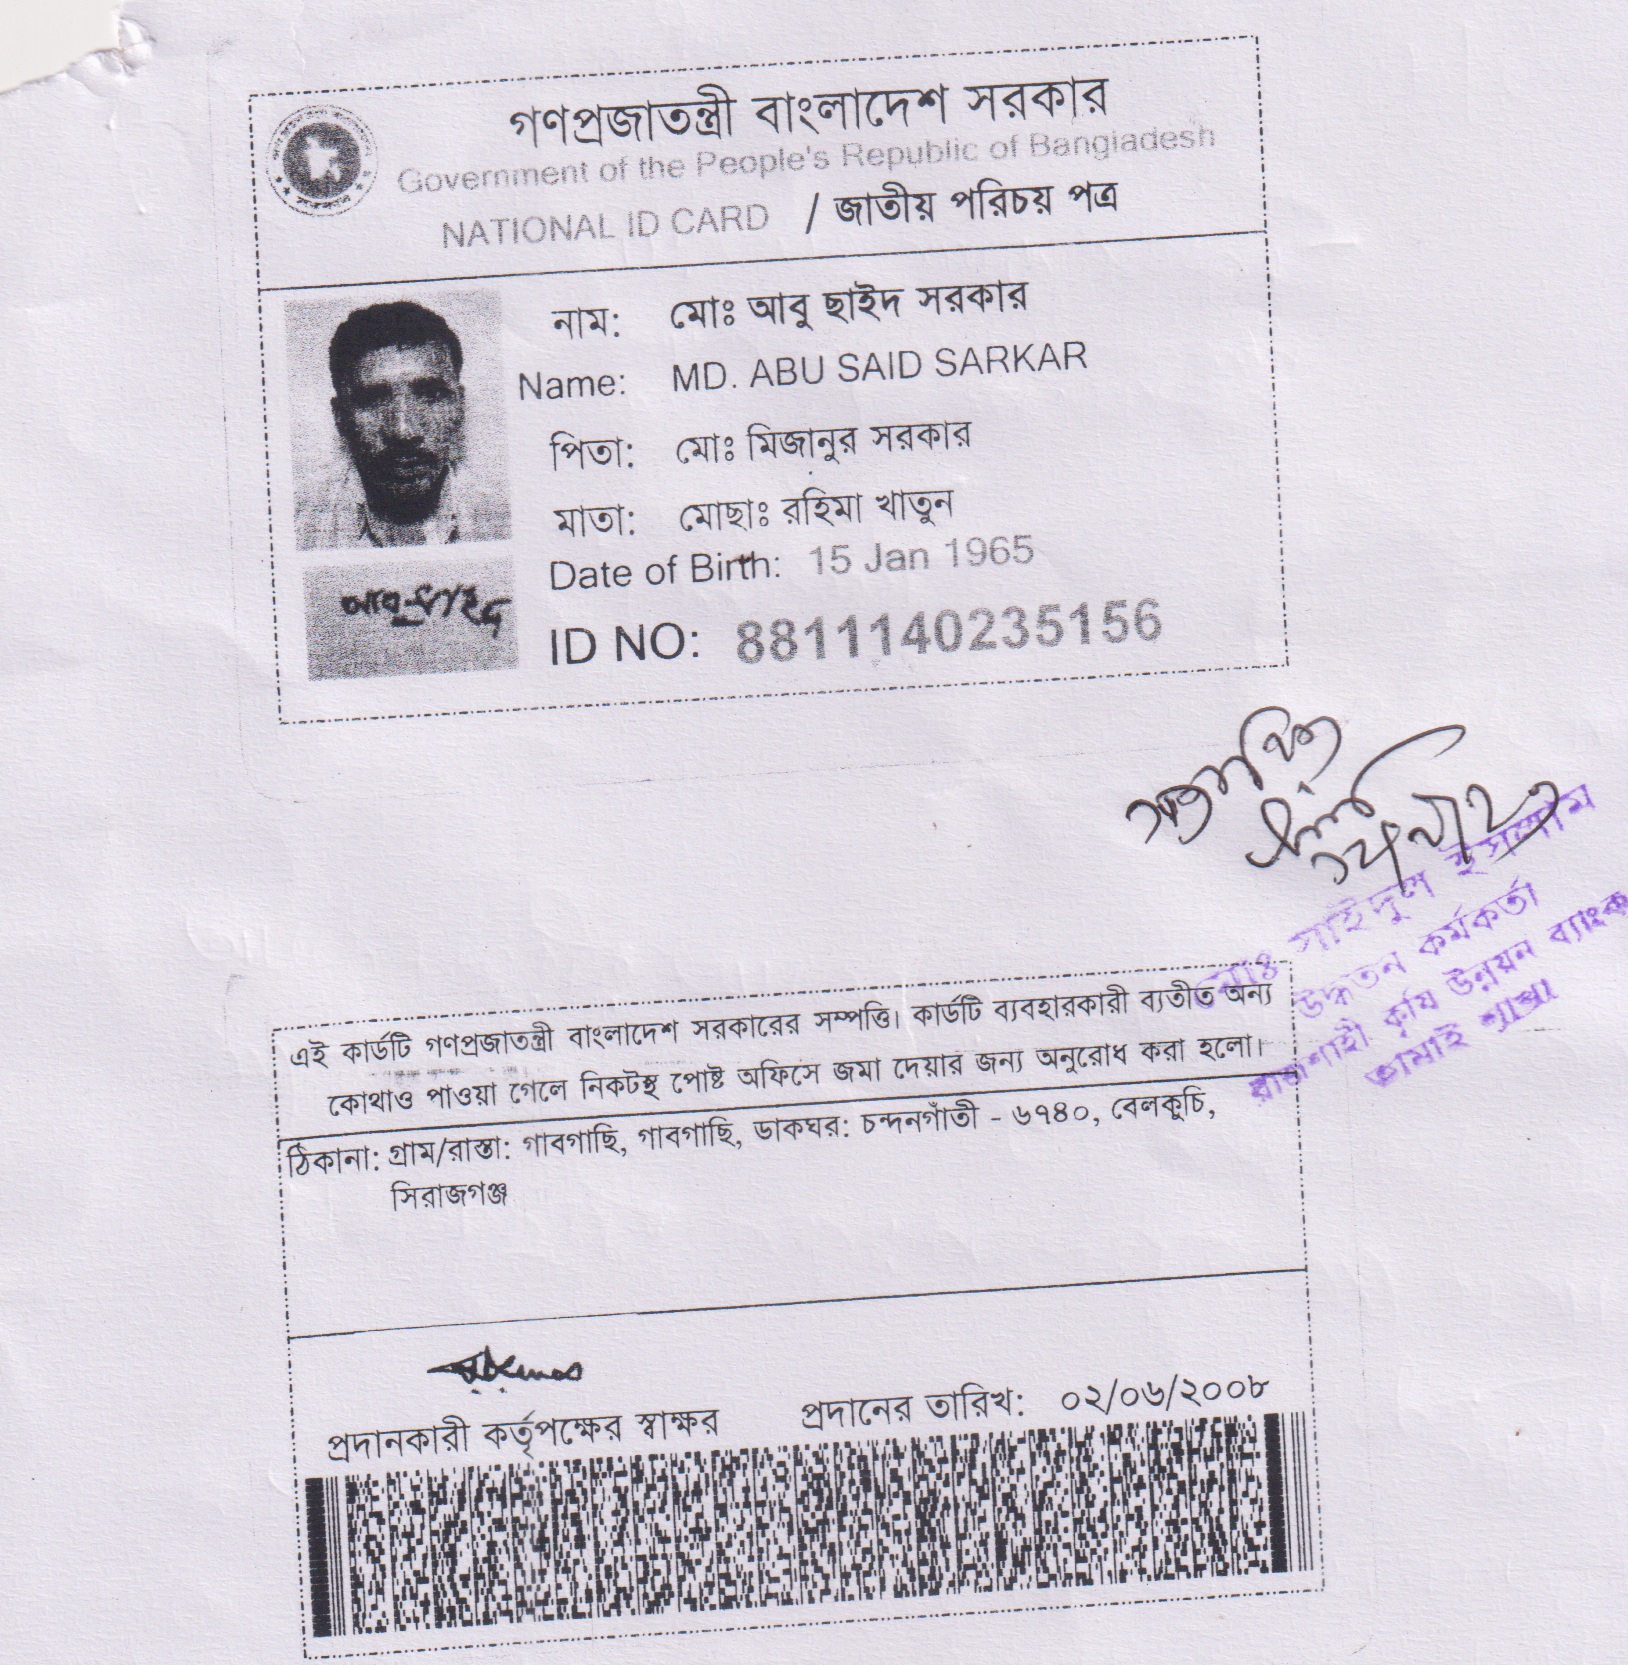 গণপ্রজাতন্ত্রী বাংলাদেশ সরকার
Government of the People's Republic of Bangladesh
NATIONAL ID CARD / জাতীয় পরিচয় পত্র
নাম: মোঃ আবু ছাইদ সরকার
Name: MD. ABU SAID SARKAR
পিতা: মোঃ মিজানুর সরকার
মাতা: মোছাঃ রহিমা খাতুন
Date of Birth: 15 Jan 1965
আবু ছাইদ
ID NO: 8811140235156
সত্যায়িত
মোঃ সাইদুল ইসলাম
উর্দ্ধতন কর্মকর্তা
রাজশাহী কৃষি উন্নয়ন ব্যাংক
তামাই শাখা
এই কার্ডটি গণপ্রজাতন্ত্রী বাংলাদেশ সরকারের সম্পত্তি। কার্ডটি ব্যবহারকারী ব্যতীত অন্য
কোথাও পাওয়া গেলে নিকটস্থ পোষ্ট অফিসে জমা দেয়ার জন্য অনুরোধ করা হলো।
ঠিকানা: গ্রাম/রাস্তা: গাবগাছি, গাবগাছি, ডাকঘর: চন্দনগাঁতী - ৬৭৪০, বেলকুচি,
সিরাজগঞ্জ
প্রদানকারী কর্তৃপক্ষের স্বাক্ষর প্রদানের তারিখ: ০২/০৬/২০০৮